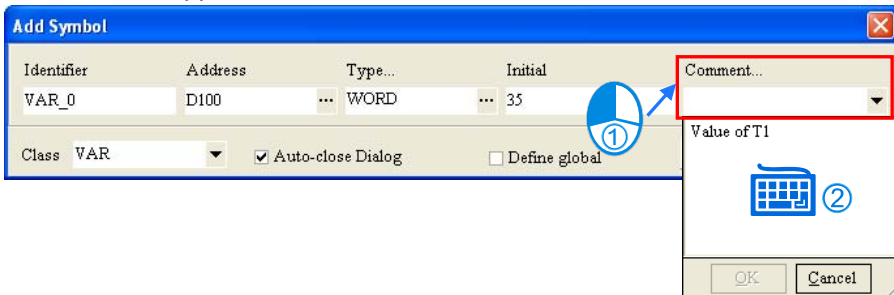 Add Symbol
Identifier Address Type... Initial Comment...
VAR_0 D100 ... WORD ... 35
① Value of T1
Class VAR Auto-close Dialog Define global
②
OK Cancel